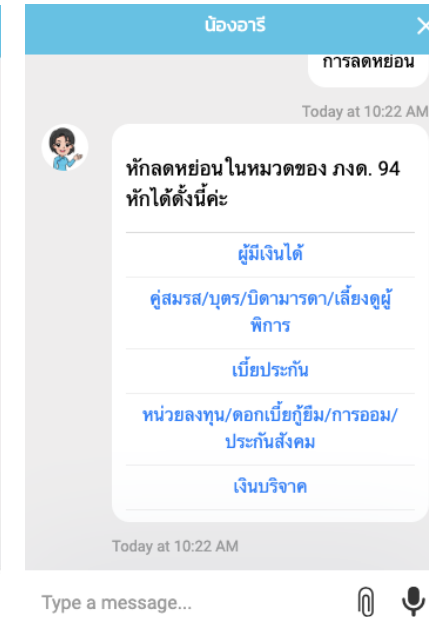 น้องอารี
การลดหย่อน
Today at 10:22 AM
หักลดหย่อนในหมวดของ ภงด. 94
หักได้ดั้งนี้ค่ะ
ผู้มีเงินได้
คู่สมรส/บุตร/บิดามารดา/เลี้ยงดูผู้
พิการ
เบี้ยประกัน
หน่วยลงทุน/ดอกเบี้ยกู้ยืม/การออม/
ประกันสังคม
เงินบริจาค
Today at 10:22 AM
Type a message...